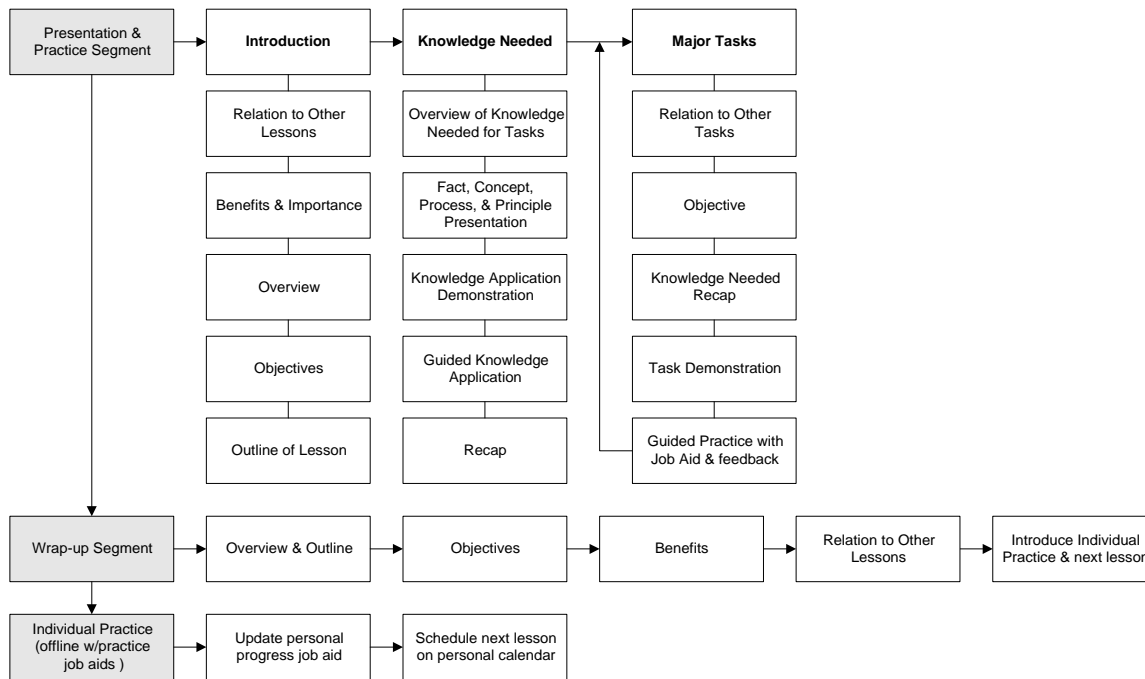 Presentation &
Practice Segment
Introduction
Knowledge Needed
Major Tasks
Relation to Other
Lessons
Overview of Knowledge
Needed for Tasks
Relation to Other
Tasks
Benefits & Importance
Fact, Concept,
Process, & Principle
Presentation
Objective
Overview
Knowledge Application
Demonstration
Knowledge Needed
Recap
Objectives
Guided Knowledge
Application
Task Demonstration
Outline of Lesson
Recap
Guided Practice with
Job Aid & feedback
Wrap-up Segment
Overview & Outline
Objectives
Benefits
Relation to Other
Lessons
Introduce Individual
Practice & next lesson
Individual Practice
(offline w/practice
job aids )
Update personal
progress job aid
Schedule next lesson
on personal calendar